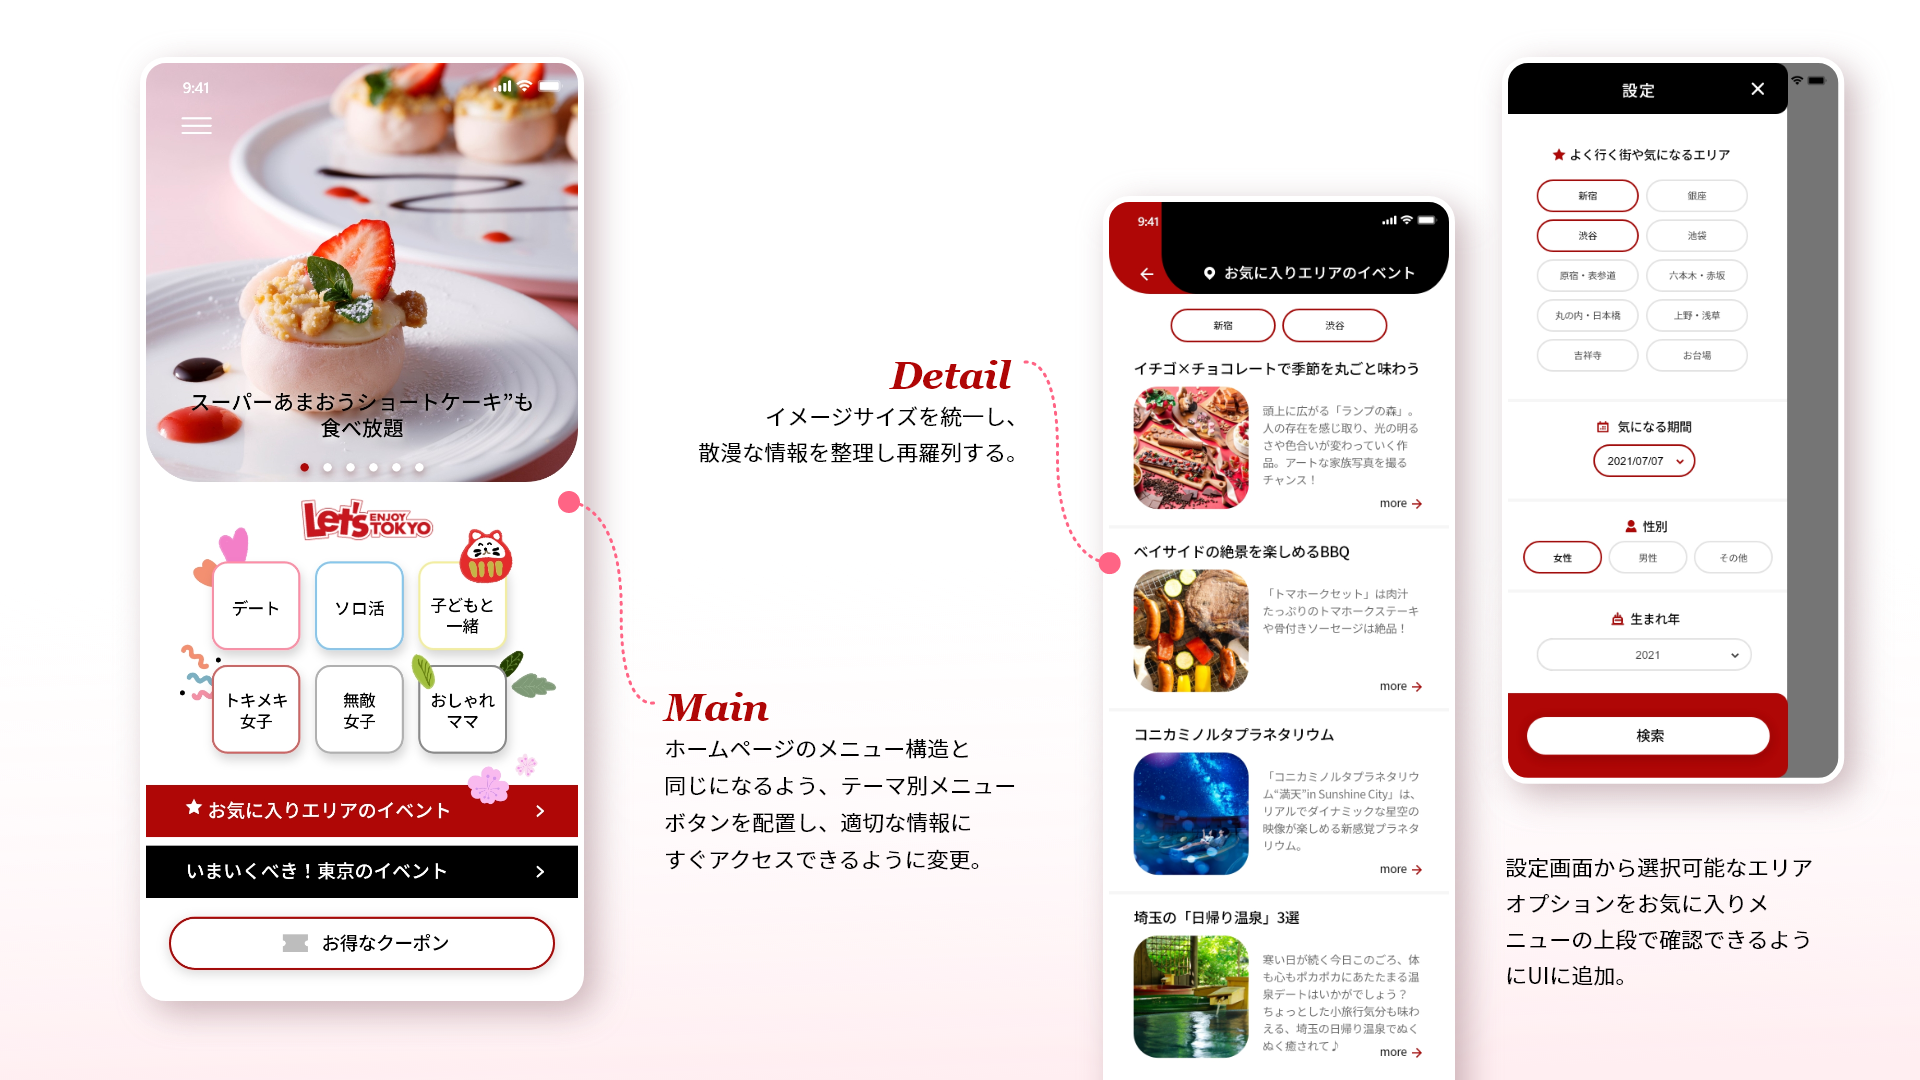 9:41
スーパーあまおうショートケーキ”も
食べ放題
Let's ENJOY TOKYO
デート
ソロ活
子どもと
一緒
トキメキ
女子
無敵
女子
おしゃれ
ママ
お気に入りエリアのイベント
いまいくべき！東京のイベント
お得なクーポン
Detail
イメージサイズを統一し、
散漫な情報を整理し再羅列する。
Main
ホームページのメニュー構造と
同じになるよう、テーマ別メニュー
ボタンを配置し、適切な情報に
すぐアクセスできるように変更。
9:41
お気に入りエリアのイベント
新宿
渋谷
イチゴ×チョコレートで季節を丸ごと味わう
頭上に広がる「ランプの森」。
人の存在を感じ取り、光の明る
さや色合いが変わっていく作
品。アートな家族写真を撮る
チャンス！
more
ベイサイドの絶景を楽しめるBBQ
「トマホークセット」は肉汁
たっぷりのトマホークステーキ
や骨付きソーセージは絶品！
more
コニカミノルタプラネタリウム
「コニカミノルタプラネタリウ
ム“満天”in Sunshine City」は、
リアルでダイナミックな星空の
映像が楽しめる新感覚プラネタ
リウム。
more
埼玉の「日帰り温泉」3選
寒い日が続く今日このごろ、体
も心もポカポカにあたたまる温
泉デートはいかがでしょう？
ちょっとした小旅行気分も味わ
える、埼玉の日帰り温泉でぬく
ぬく癒されて♪
more
設定
よく行く街や気になるエリア
新宿
銀座
渋谷
池袋
原宿・表参道
六本木・赤坂
丸の内・日本橋
上野・浅草
吉祥寺
お台場
気になる期間
2021/07/07
性別
女性
男性
その他
生まれ年
2021
検索
設定画面から選択可能なエリア
オプションをお気に入りメ
ニューの上段で確認できるよう
にUIに追加。